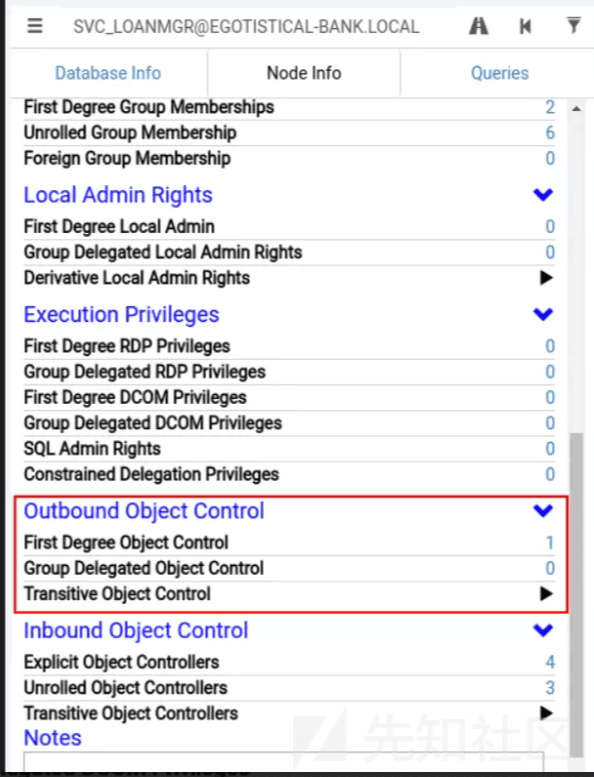 SVC_LOANMGR@EGOTISTICAL-BANK.LOCAL
Database Info Node Info Queries
First Degree Group Memberships 2
Unrolled Group Membership 6
Foreign Group Membership 0
Local Admin Rights
First Degree Local Admin 0
Group Delegated Local Admin Rights 0
Derivative Local Admin Rights
Execution Privileges
First Degree RDP Privileges 0
Group Delegated RDP Privileges 0
First Degree DCOM Privileges 0
Group Delegated DCOM Privileges 0
SQL Admin Rights 0
Constrained Delegation Privileges 0
Outbound Object Control
First Degree Object Control 1
Group Delegated Object Control 0
Transitive Object Control
Inbound Object Control
Explicit Object Controllers 4
Unrolled Object Controllers 3
Transitive Object Controllers
Notes
先知社区